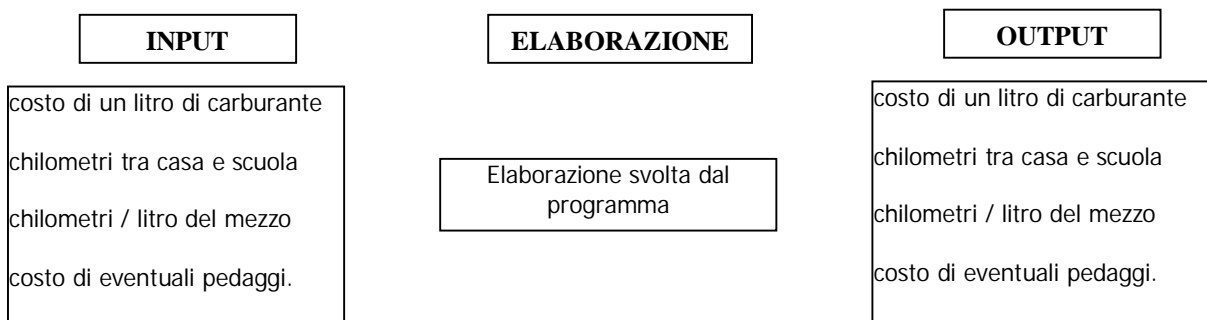 INPUT
ELABORAZIONE
OUTPUT
costo di un litro di carburante
chilometri tra casa e scuola
chilometri / litro del mezzo
costo di eventuali pedaggi.
Elaborazione svolta dal
programma
costo di un litro di carburante
chilometri tra casa e scuola
chilometri / litro del mezzo
costo di eventuali pedaggi.